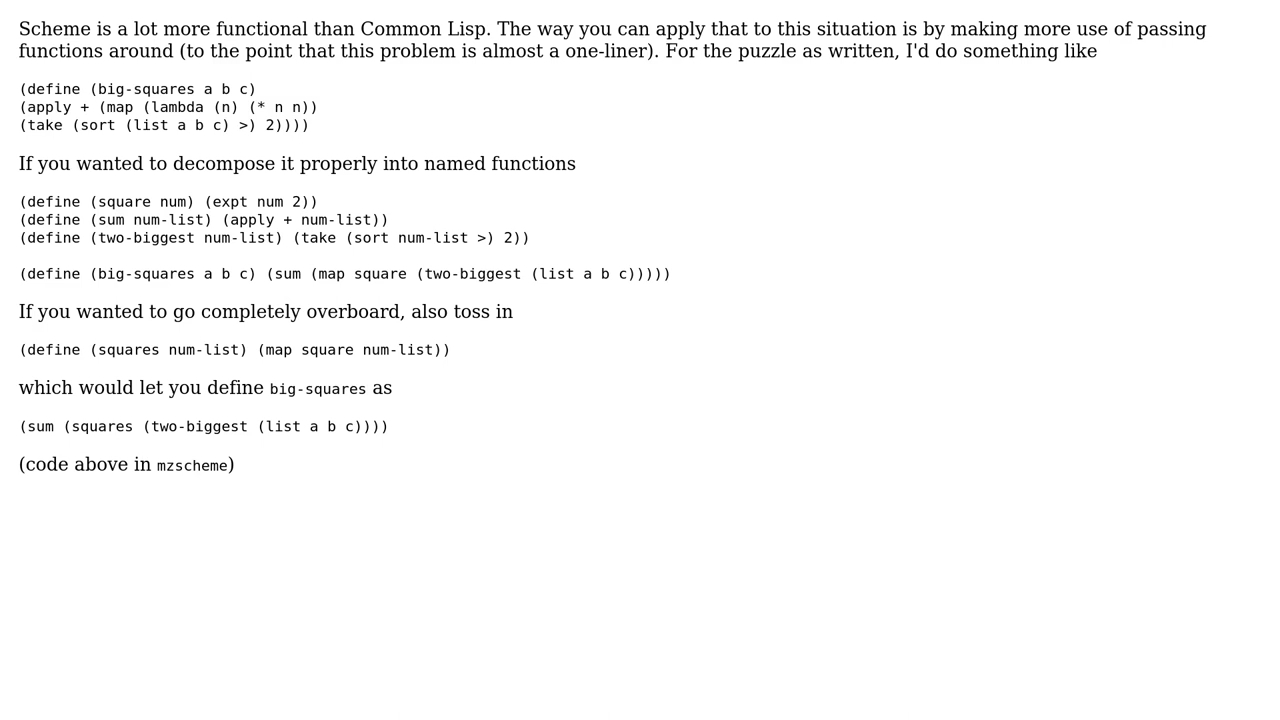 Scheme is a lot more functional than Common Lisp. The way you can apply that to this situation is by making more use of passing
functions around (to the point that this problem is almost a one-liner). For the puzzle as written, I'd do something like
(define (big-squares a b c)
(apply + (map (lambda (n) (* n n))
(take (sort (list a b c) >) 2))))
If you wanted to decompose it properly into named functions
(define (square num) (expt num 2))
(define (sum num-list) (apply + num-list))
(define (two-biggest num-list) (take (sort num-list >) 2))
(define (big-squares a b c) (sum (map square (two-biggest (list a b c)))))
If you wanted to go completely overboard, also toss in
(define (squares num-list) (map square num-list))
which would let you define big-squares as
(sum (squares (two-biggest (list a b c))))
(code above in mzscheme)